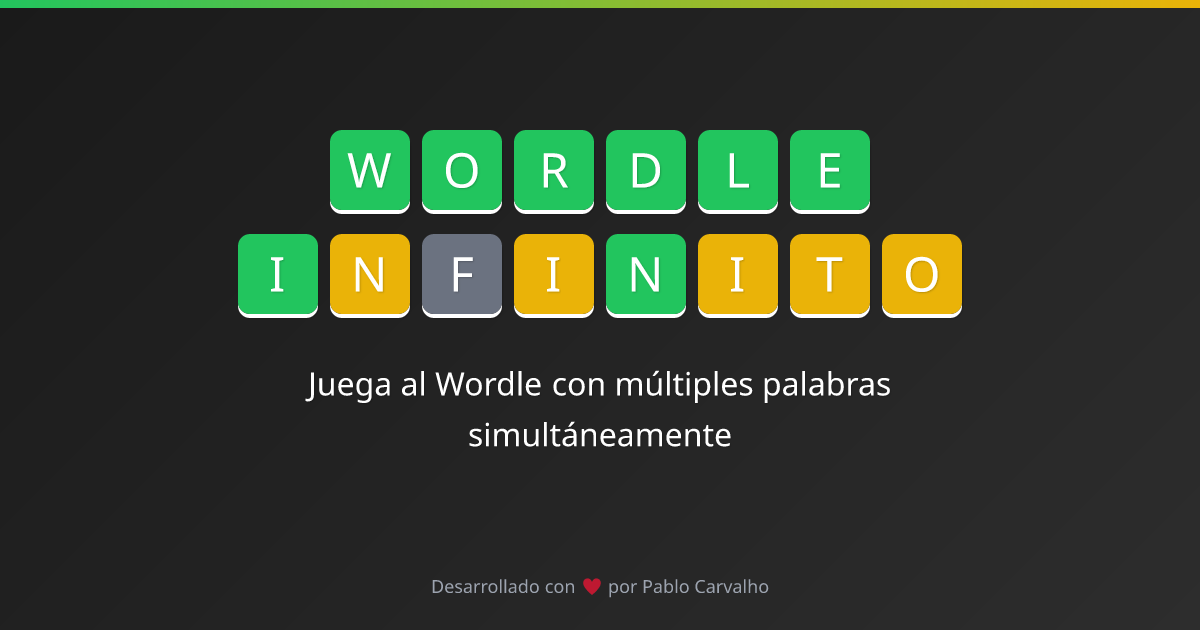 WORDLE
INFINITO
Juega al Wordle con múltiples palabras
simultáneamente
Desarrollado con ❤ por Pablo Carvalho